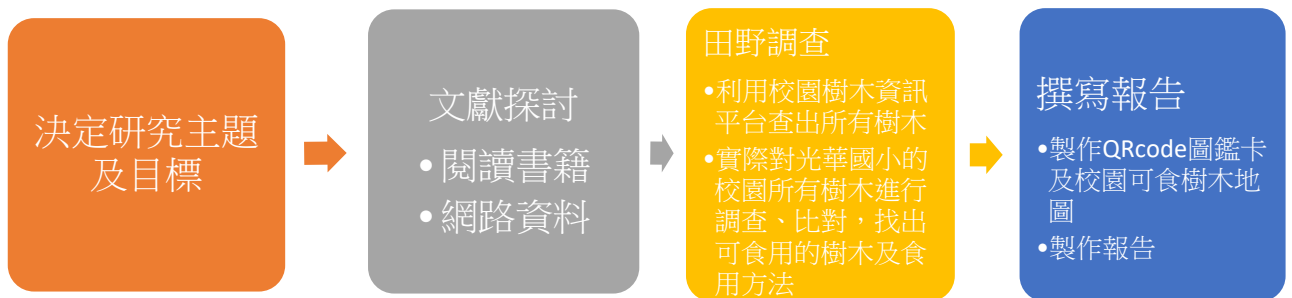 決定研究主題
及目標
文獻探討
•閱讀書籍
•網路資料
田野調查
•利用校園樹木資訊
平台查出所有樹木
•實際對光華國小的
校園所有樹木進行
調查、比對，找出
可食用的樹木及食
用方法
撰寫報告
•製作QRcode圖鑑卡
及校園可食樹木地
圖
•製作報告